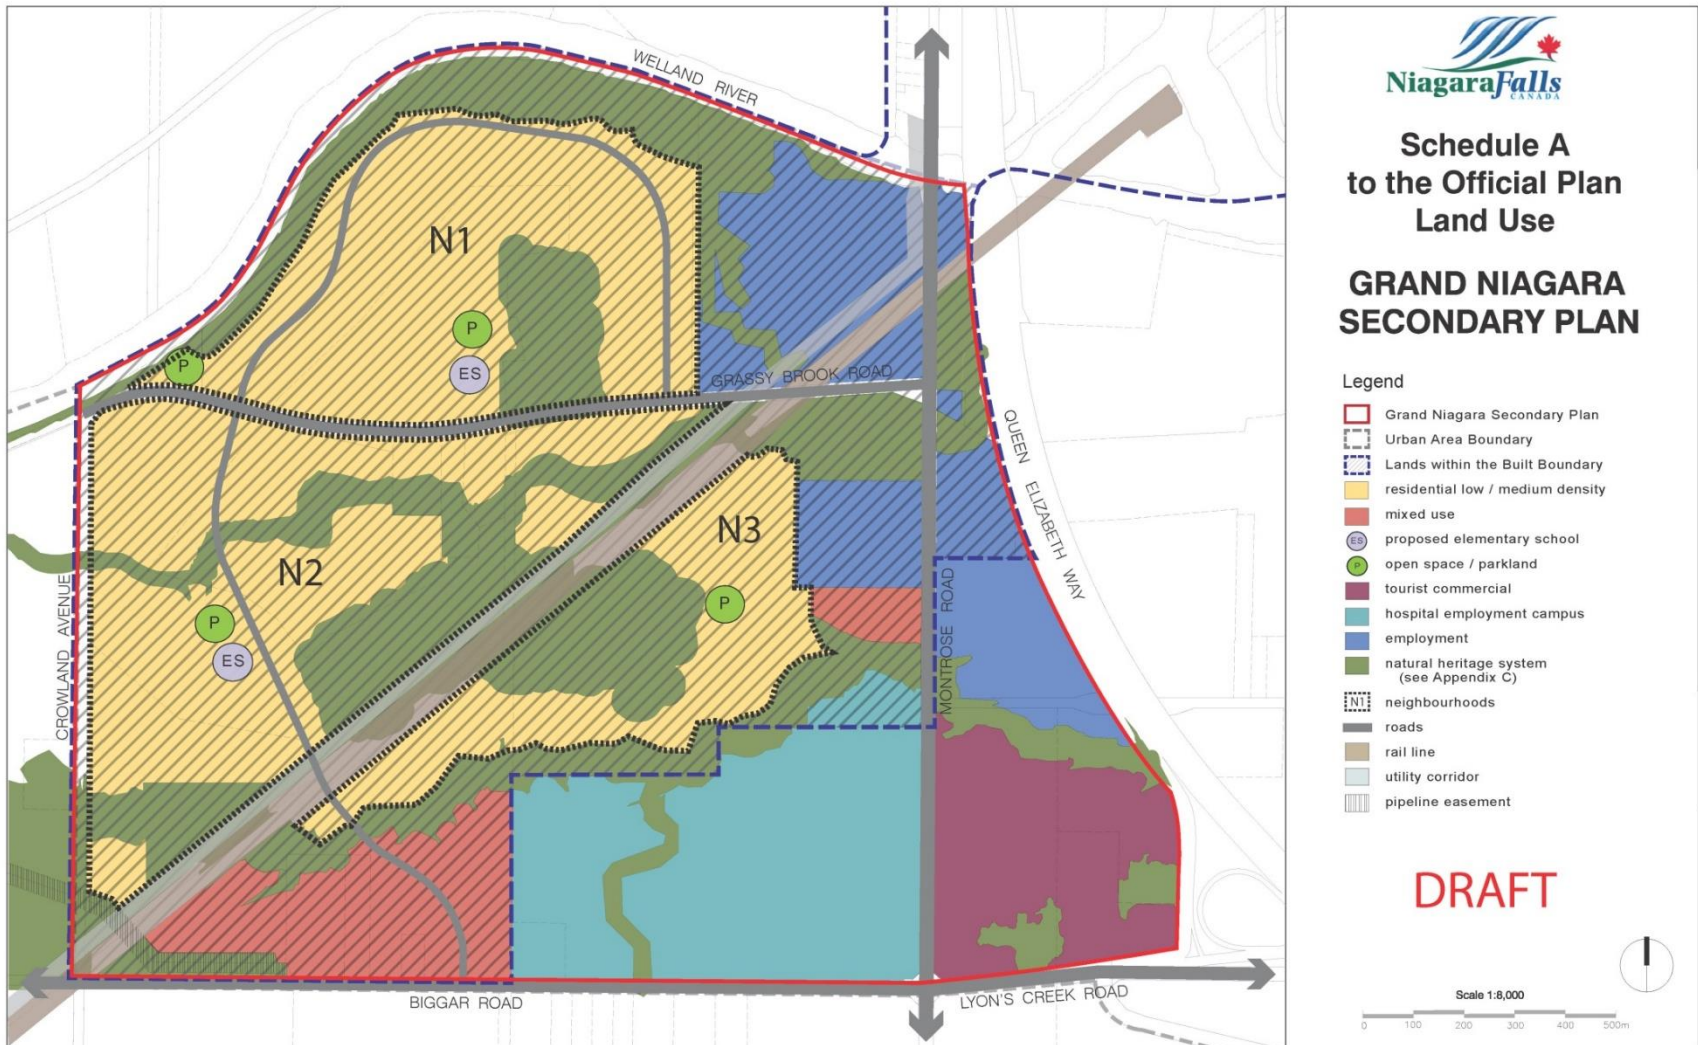 WELLAND RIVER
N1
P
P
ES
GRASSY BROOK ROAD
QUEEN ELIZABETH WAY
N3
N2
P
P
ES
CROWLAND AVENUE
MONTROSE ROAD
BIGGAR ROAD
LYON'S CREEK ROAD
NiagaraFalls
CANADA
Schedule A
to the Official Plan
Land Use
GRAND NIAGARA
SECONDARY PLAN
Legend
Grand Niagara Secondary Plan
Urban Area Boundary
Lands within the Built Boundary
residential low / medium density
mixed use
ES proposed elementary school
P open space / parkland
tourist commercial
hospital employment campus
employment
natural heritage system
(see Appendix C)
N1 neighbourhoods
roads
rail line
utility corridor
pipeline easement
DRAFT
Scale 1:8,000
0 100 200 300 400 500m